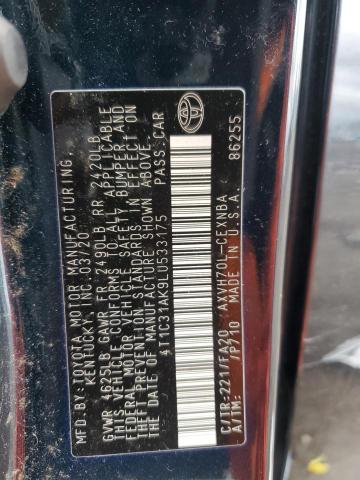 MFD. BY:TOYOTA MOTOR MANUFACTURING
KENTUCKY, INC. 03/20
GVWR 4625LB GAWR FR 2490LB RR 2420LB
THIS VEHICLE CONFORMS TO ALL APPLICABLE
FEDERAL MOTOR VEHICLE SAFETY, BUMPER AND
THEFT PREVENTION STANDARDS IN EFFECT ON
THE DATE OF MANUFACTURE SHOWN ABOVE.
4T1C31AK9LU533175 PASS.CAR
C/TR:221/FA20 AXVH70L-CEXNBA
A/TM: /P710 MADE IN U.S.A.
86255